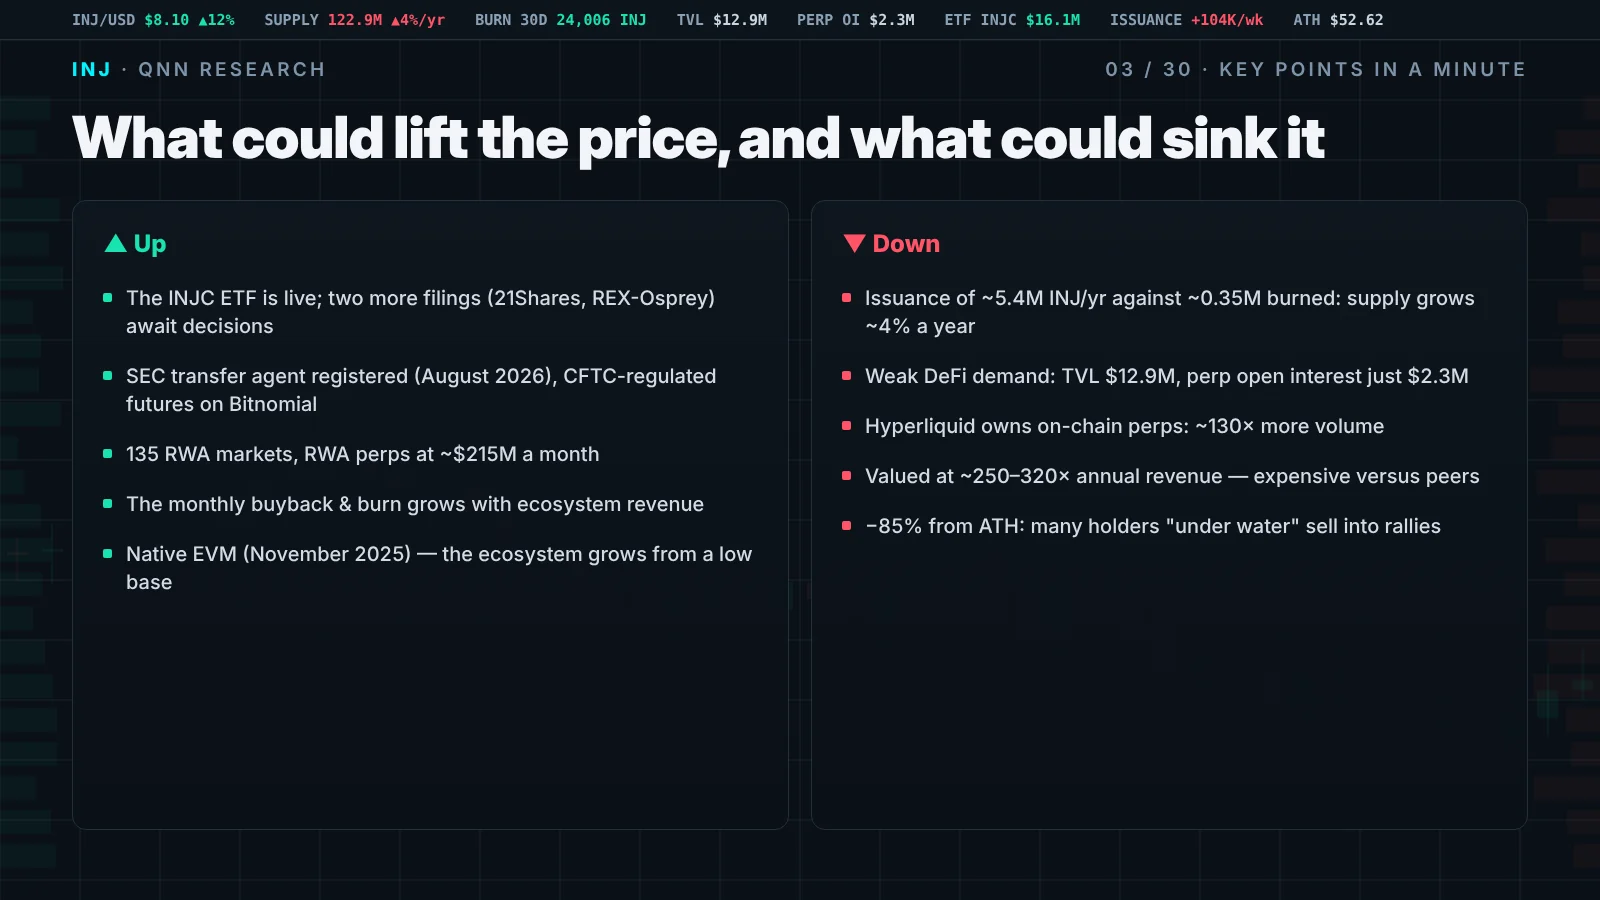 INJ/USD $8.10 ▲12% SUPPLY 122.9M ▲4%/yr BURN 30D 24,006 INJ TVL $12.9M PERP OI $2.3M ETF INJC $16.1M ISSUANCE +104K/wk ATH $52.62
INJ · QNN RESEARCH
03 / 30 · KEY POINTS IN A MINUTE
What could lift the price, and what could sink it
▲ Up
The INJC ETF is live; two more filings (21Shares, REX-Osprey)
await decisions
SEC transfer agent registered (August 2026), CFTC-regulated
futures on Bitnomial
135 RWA markets, RWA perps at ~$215M a month
The monthly buyback & burn grows with ecosystem revenue
Native EVM (November 2025) — the ecosystem grows from a low
base
▼ Down
Issuance of ~5.4M INJ/yr against ~0.35M burned: supply grows
~4% a year
Weak DeFi demand: TVL $12.9M, perp open interest just $2.3M
Hyperliquid owns on-chain perps: ~130× more volume
Valued at ~250–320× annual revenue — expensive versus peers
−85% from ATH: many holders "under water" sell into rallies